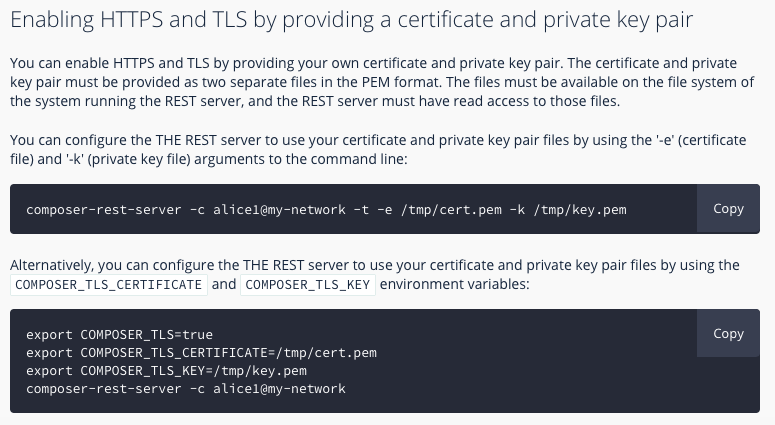 Enabling HTTPS and TLS by providing a certificate and private key pair
You can enable HTTPS and TLS by providing your own certificate and private key pair. The certificate and private
key pair must be provided as two separate files in the PEM format. The files must be available on the file system of
the system running the REST server, and the REST server must have read access to those files.
You can configure the THE REST server to use your certificate and private key pair files by using the '-e' (certificate
file) and '-k' (private key file) arguments to the command line:
composer-rest-server -c alice1@my-network -t -e /tmp/cert.pem -k /tmp/key.pem
Copy
Alternatively, you can configure the THE REST server to use your certificate and private key pair files by using the
COMPOSER_TLS_CERTIFICATE and COMPOSER_TLS_KEY environment variables:
Copy
export COMPOSER_TLS=true
export COMPOSER_TLS_CERTIFICATE=/tmp/cert.pem
export COMPOSER_TLS_KEY=/tmp/key.pem
composer-rest-server -c alice1@my-network